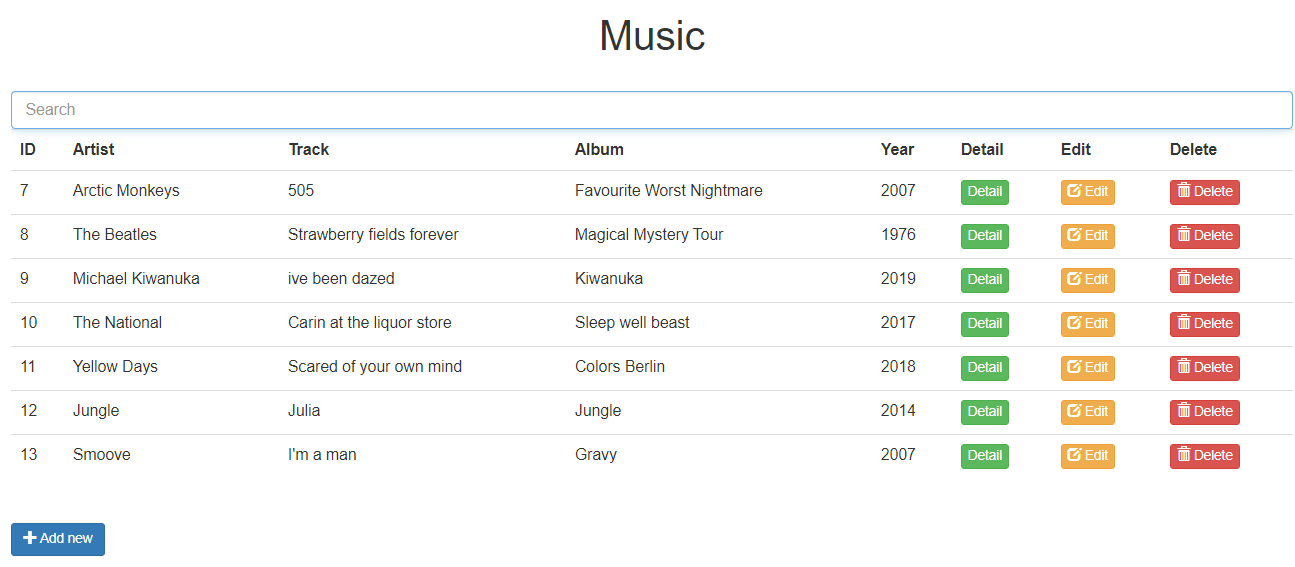 Music
Search
ID Artist Track Album Year Detail Edit Delete
7 Arctic Monkeys 505 Favourite Worst Nightmare 2007 Detail Edit Delete
8 The Beatles Strawberry fields forever Magical Mystery Tour 1976 Detail Edit Delete
9 Michael Kiwanuka ive been dazed Kiwanuka 2019 Detail Edit Delete
10 The National Carin at the liquor store Sleep well beast 2017 Detail Edit Delete
11 Yellow Days Scared of your own mind Colors Berlin 2018 Detail Edit Delete
12 Jungle Julia Jungle 2014 Detail Edit Delete
13 Smoove I'm a man Gravy 2007 Detail Edit Delete
Add new